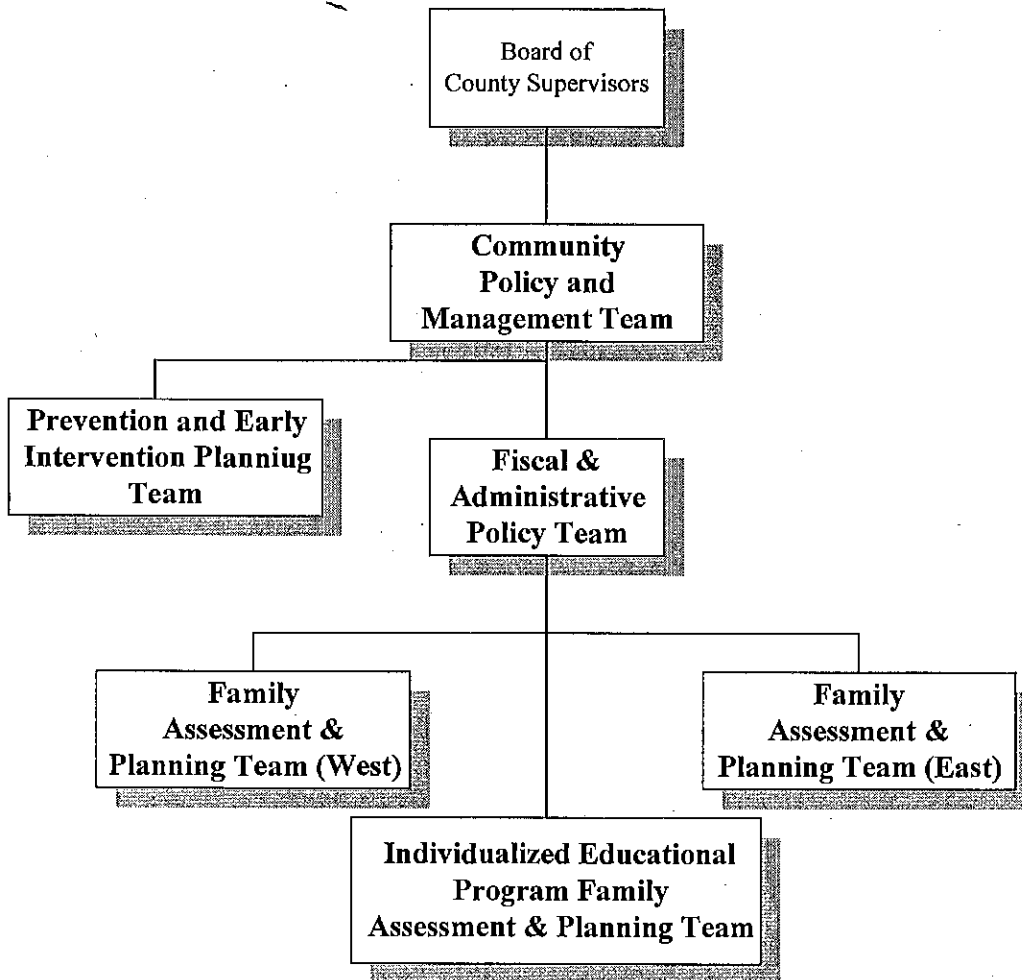 Board of
County Supervisors
Community
Policy and
Management Team
Prevention and Early
Intervention Planniug
Team
Fiscal &
Administrative
Policy Team
Family
Assessment &
Planning Team (West)
Family
Assessment &
Planning Team (East)
Individualized Educational
Program Family
Assessment & Planning Team